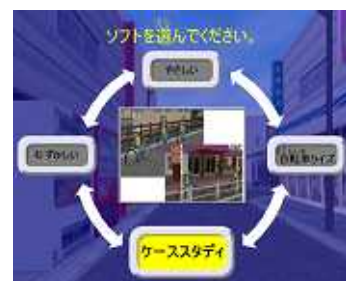 ソフトを選んでください。
やさしい
むずかしい
自転車クイズ
ケーススタディ